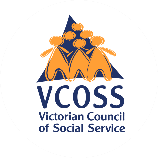 VCOSS
Victorian Council
of Social Service